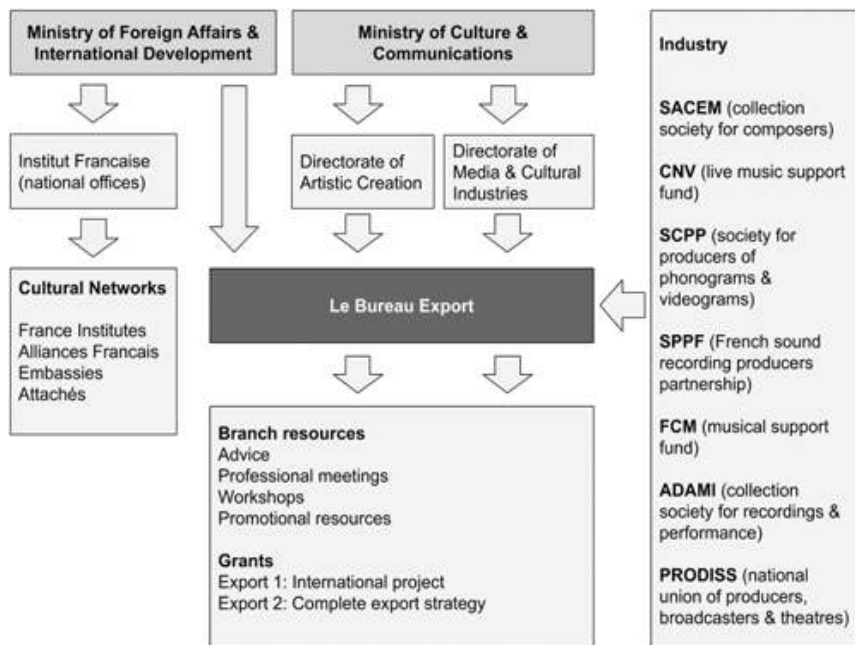 Ministry of Foreign Affairs &
International Development
Ministry of Culture &
Communications
Institut Francaise
(national offices)
Directorate of
Artistic Creation
Directorate of
Media & Cultural
Industries
Cultural Networks
France Institutes
Alliances Francais
Embassies
Attachés
Le Bureau Export
Branch resources
Advice
Professional meetings
Workshops
Promotional resources
Grants
Export 1: International project
Export 2: Complete export strategy
Industry
SACEM (collection
society for composers)
CNV (live music support
fund)
SCPP (society for
producers of
phonograms &
videograms)
SPPF (French sound
recording producers
partnership)
FCM (musical support
fund)
ADAMI (collection
society for recordings &
performance)
PRODISS (national
union of producers,
broadcasters & theatres)